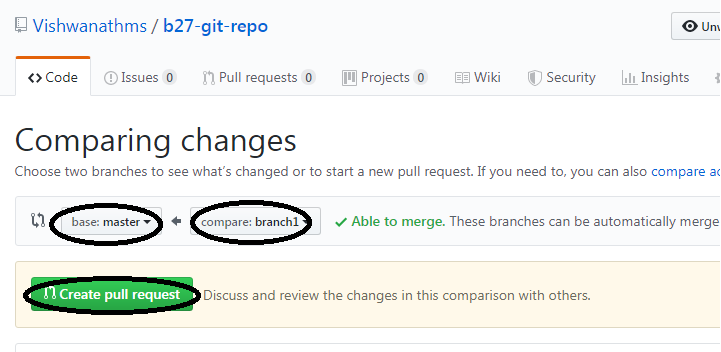 Vishwanathms / b27-git-repo
Code Issues 0 Pull requests 0 Projects 0 Wiki Security Insights
Comparing changes
Choose two branches to see what's changed or to start a new pull request. If you need to, you can also compare
base: master compare: branch1 ✓ Able to merge. These branches can be automatically merge
Create pull request Discuss and review the changes in this comparison with others.